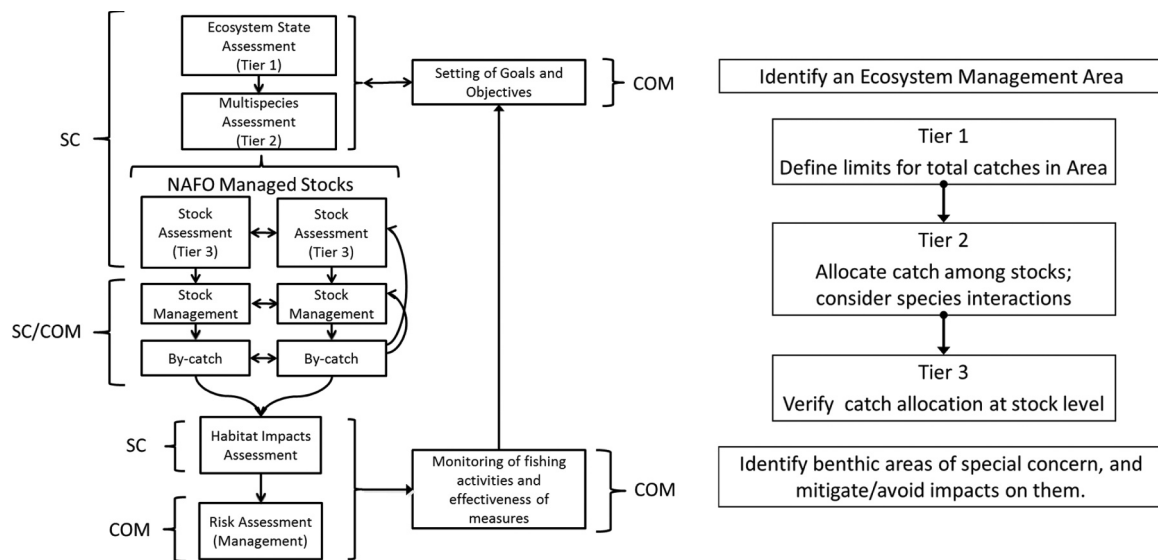 Ecosystem State
Assessment
(Tier 1)
Multispecies
Assessment
(Tier 2)
SC
NAFO Managed Stocks
Stock
Assessment
(Tier 3)
Stock
Assessment
(Tier 3)
Stock
Management
Stock
Management
SC/COM
By-catch
By-catch
SC
Habitat Impacts
Assessment
COM
Risk Assessment
(Management)
Setting of Goals and
Objectives
COM
Monitoring of fishing
activities and
effectiveness of
measures
COM
Identify an Ecosystem Management Area
Tier 1
Define limits for total catches in Area
Tier 2
Allocate catch among stocks;
consider species interactions
Tier 3
Verify catch allocation at stock level
Identify benthic areas of special concern, and
mitigate/avoid impacts on them.